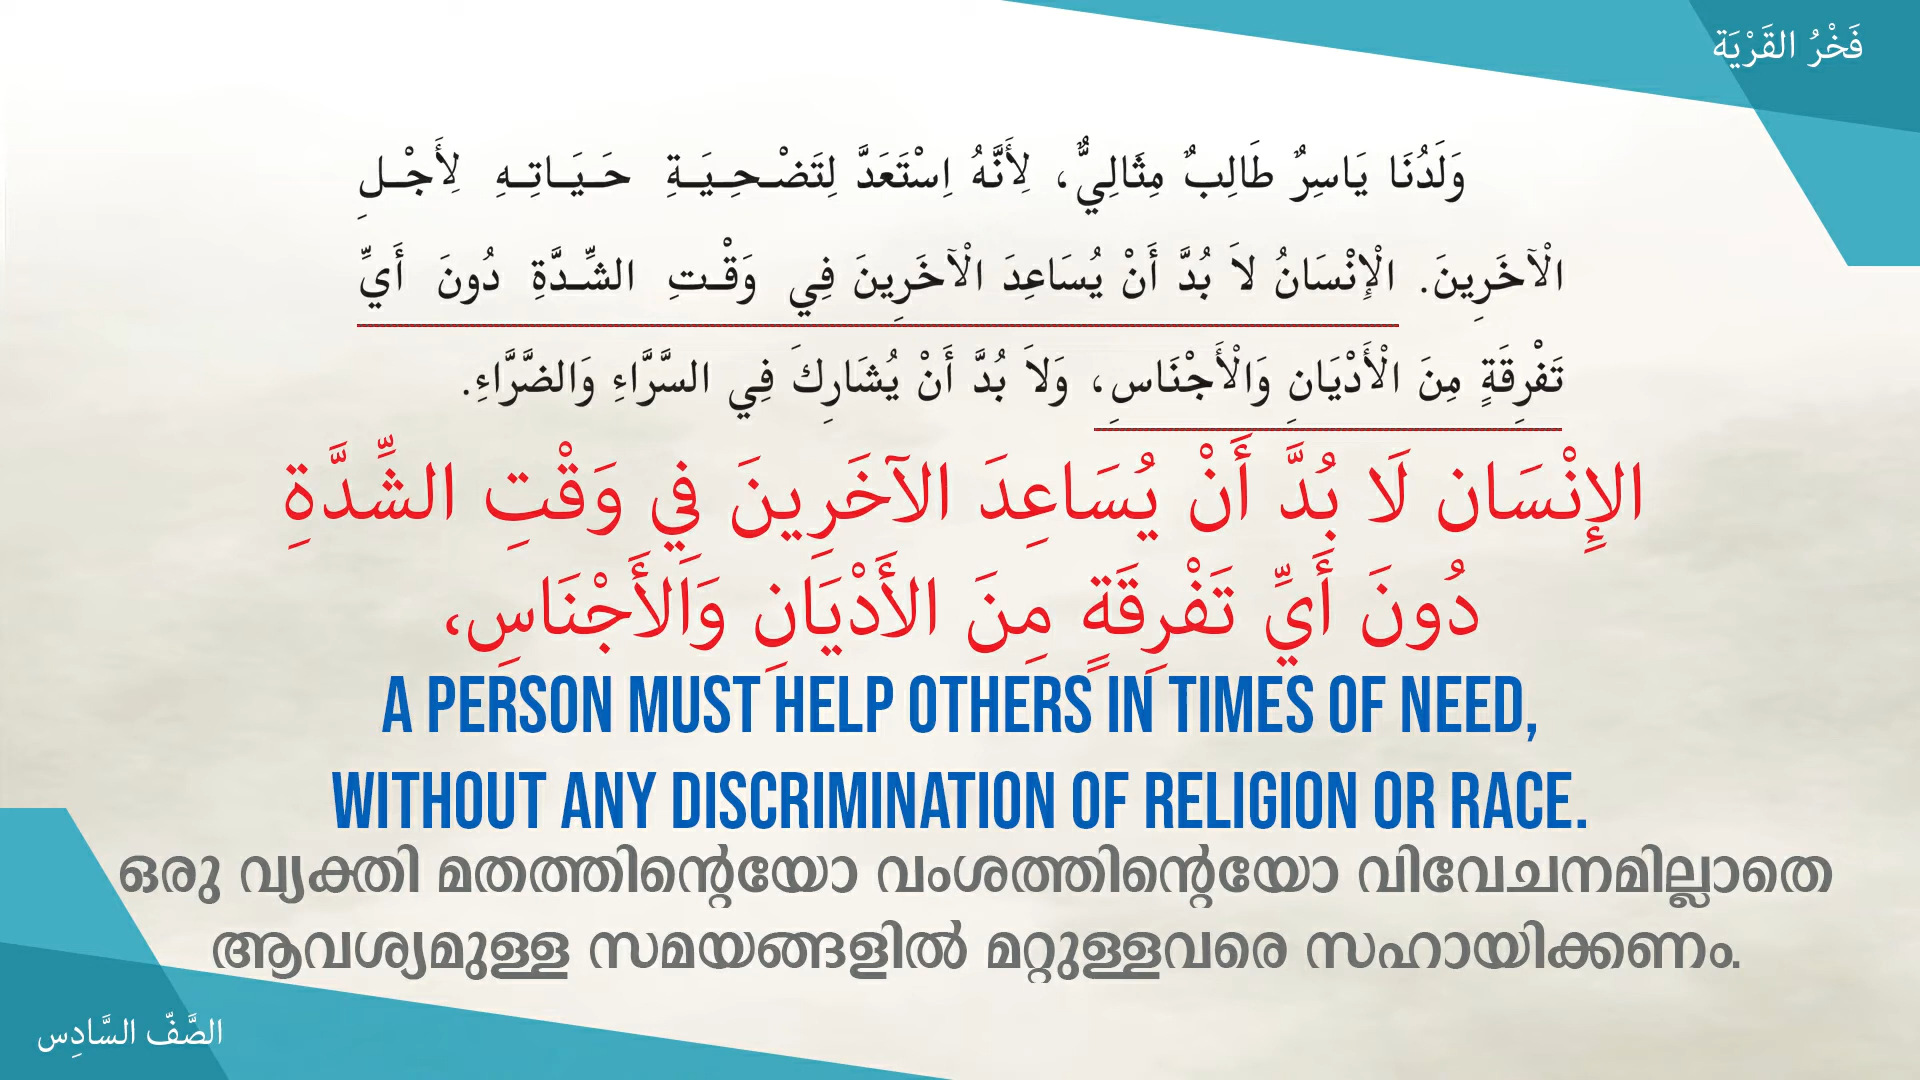 فَخْرُ القَرْيَة
وَلَدُنَا يَاسِرٌ طَالِبٌ مِثَالِيٌّ، لِأَنَّهُ اِسْتَعَدَّ لِتَضْحِيَةِ حَيَاتِهِ لِأَجْلِ
الْآخَرِينَ. الْإِنْسَانُ لاَ بُدَّ أَنْ يُسَاعِدَ الْآخَرِينَ فِي وَقْتِ الشِّدَّةِ دُونَ أَيِّ
تَفْرِقَةٍ مِنَ الْأَدْيَانِ وَالْأَجْنَاسِ، وَلاَ بُدَّ أَنْ يُشَارِكَ فِي السَّرَّاءِ وَالضَّرَّاءِ.
الإِنْسَان لَا بُدَّ أَنْ يُسَاعِدَ الآخَرِينَ فِي وَقْتِ الشِّدَّةِ
دُونَ أَيِّ تَفْرِقَةٍ مِنَ الأَدْيَانِ وَالأَجْنَاسِ،
A PERSON MUST HELP OTHERS IN TIMES OF NEED,
WITHOUT ANY DISCRIMINATION OF RELIGION OR RACE.
ഒരു വ്യക്തി മതത്തിന്റെയോ വംശത്തിന്റെയോ വിവേചനമില്ലാതെ
ആവശ്യമുള്ള സമയങ്ങളിൽ മറ്റുള്ളവരെ സഹായിക്കണം.
الصَّفّ السَّادِس